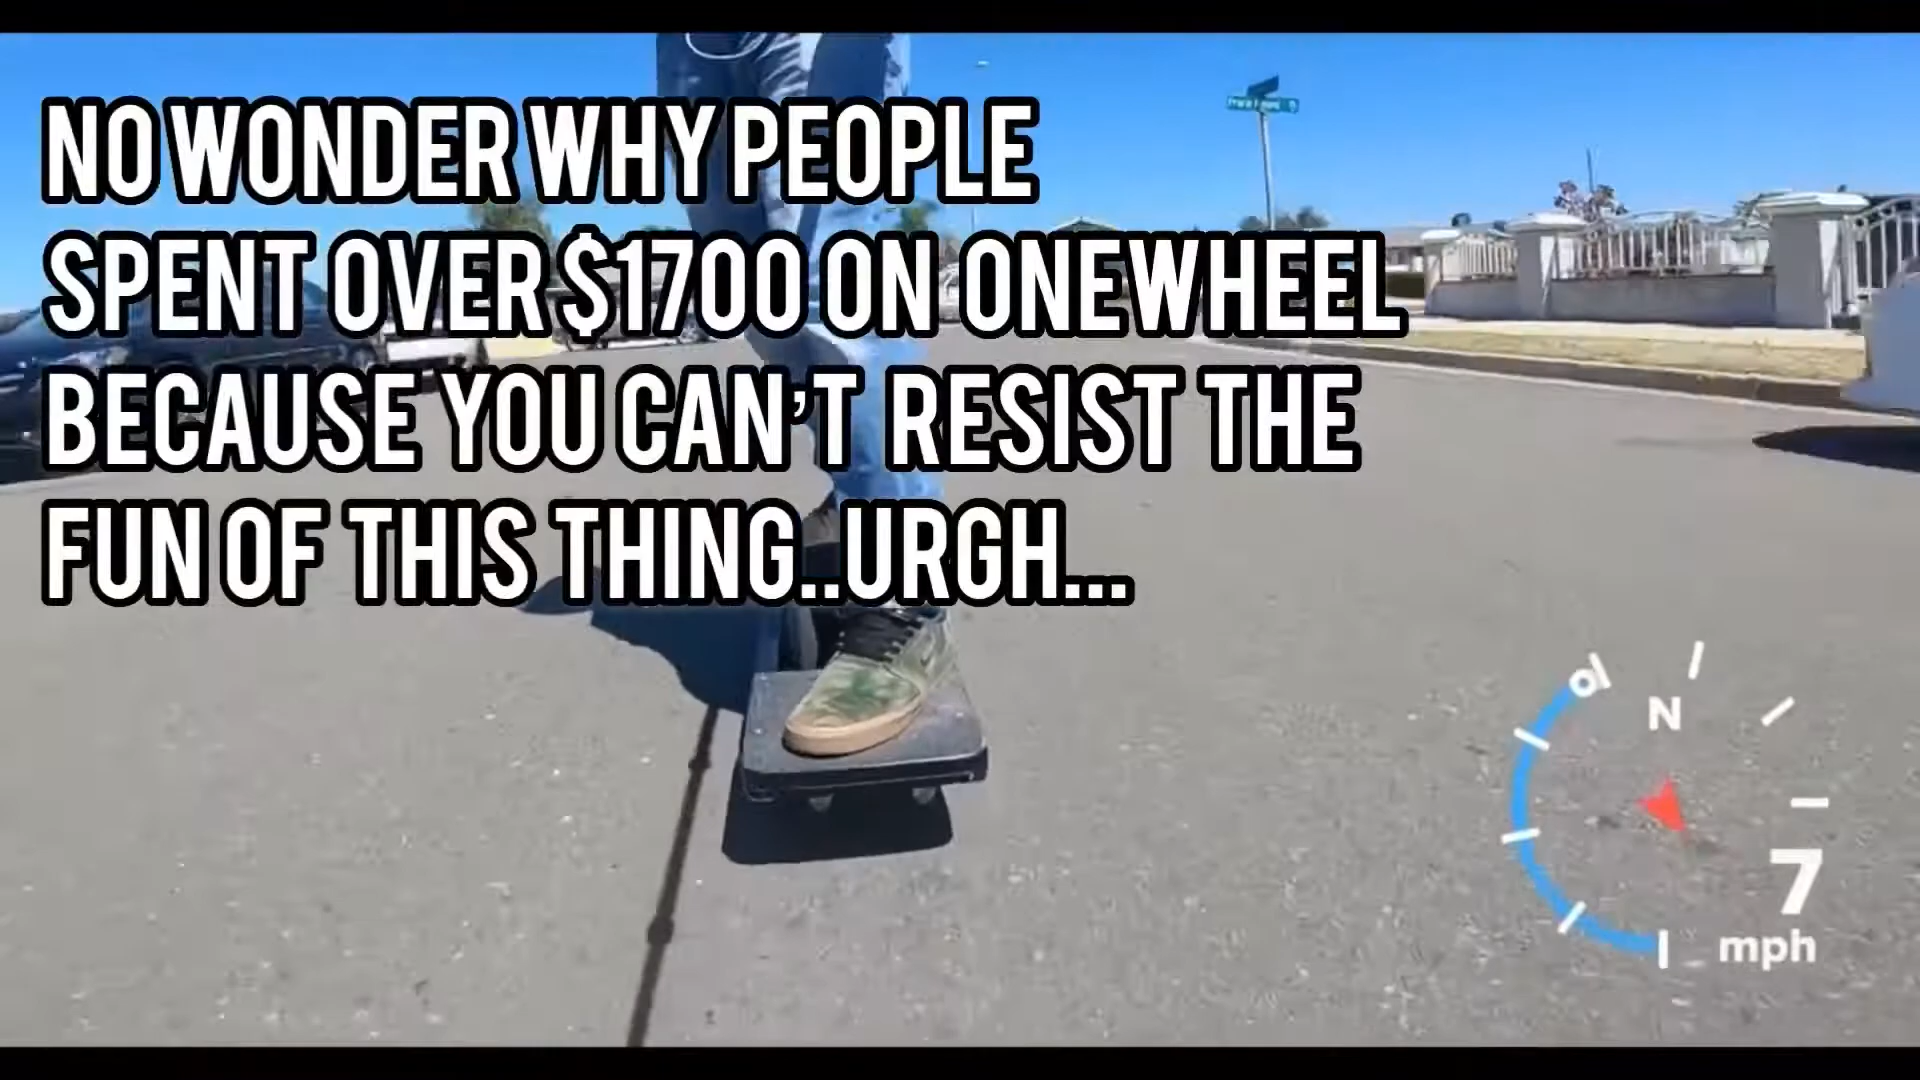 NO WONDER WHY PEOPLE
SPENT OVER $1700 ON ONEWHEEL
BECAUSE YOU CAN'T RESIST THE
FUN OF THIS THING..URGH...
N
7
mph